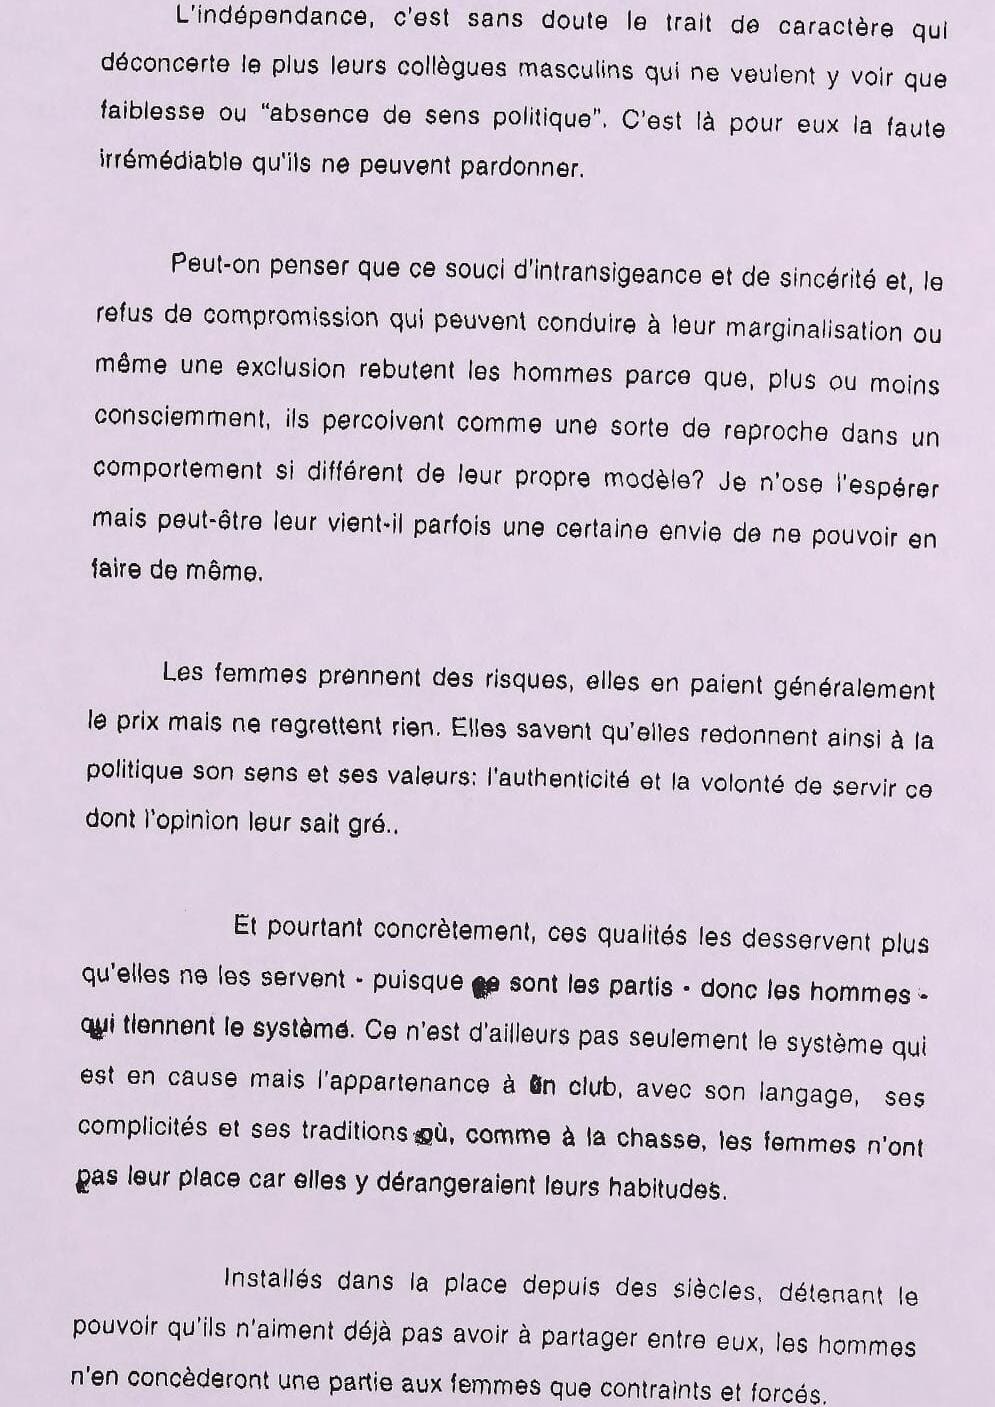 L'indépendance, c'est sans doute le trait de caractère qui
déconcerte le plus leurs collègues masculins qui ne veulent y voir que
faiblesse ou "absence de sens politique". C'est là pour eux la faute
irrémédiable qu'ils ne peuvent pardonner.
Peut-on penser que ce souci d'intransigeance et de sincérité et, le
refus de compromission qui peuvent conduire à leur marginalisation ou
même une exclusion rebutent les hommes parce que, plus ou moins
consciemment, ils percoivent comme une sorte de reproche dans un
comportement si différent de leur propre modèle? Je n'ose l'espérer
mais peut-être leur vient-il parfois une certaine envie de ne pouvoir en
faire de même.
Les femmes prennent des risques, elles en paient généralement
le prix mais ne regrettent rien. Elles savent qu'elles redonnent ainsi à la
politique son sens et ses valeurs: l'authenticité et la volonté de servir ce
dont l'opinion leur sait gré..
Et pourtant concrètement, ces qualités les desservent plus
qu'elles ne les servent - puisque ce sont les partis - donc les hommes -
qui tiennent le système. Ce n'est d'ailleurs pas seulement le système qui
est en cause mais l'appartenance à un club, avec son langage, ses
complicités et ses traditions où, comme à la chasse, les femmes n'ont
pas leur place car elles y dérangeraient leurs habitudes.
Installés dans la place depuis des siècles, détenant le
pouvoir qu'ils n'aiment déjà pas avoir à partager entre eux, les hommes
n'en concèderont une partie aux femmes que contraints et forcés.